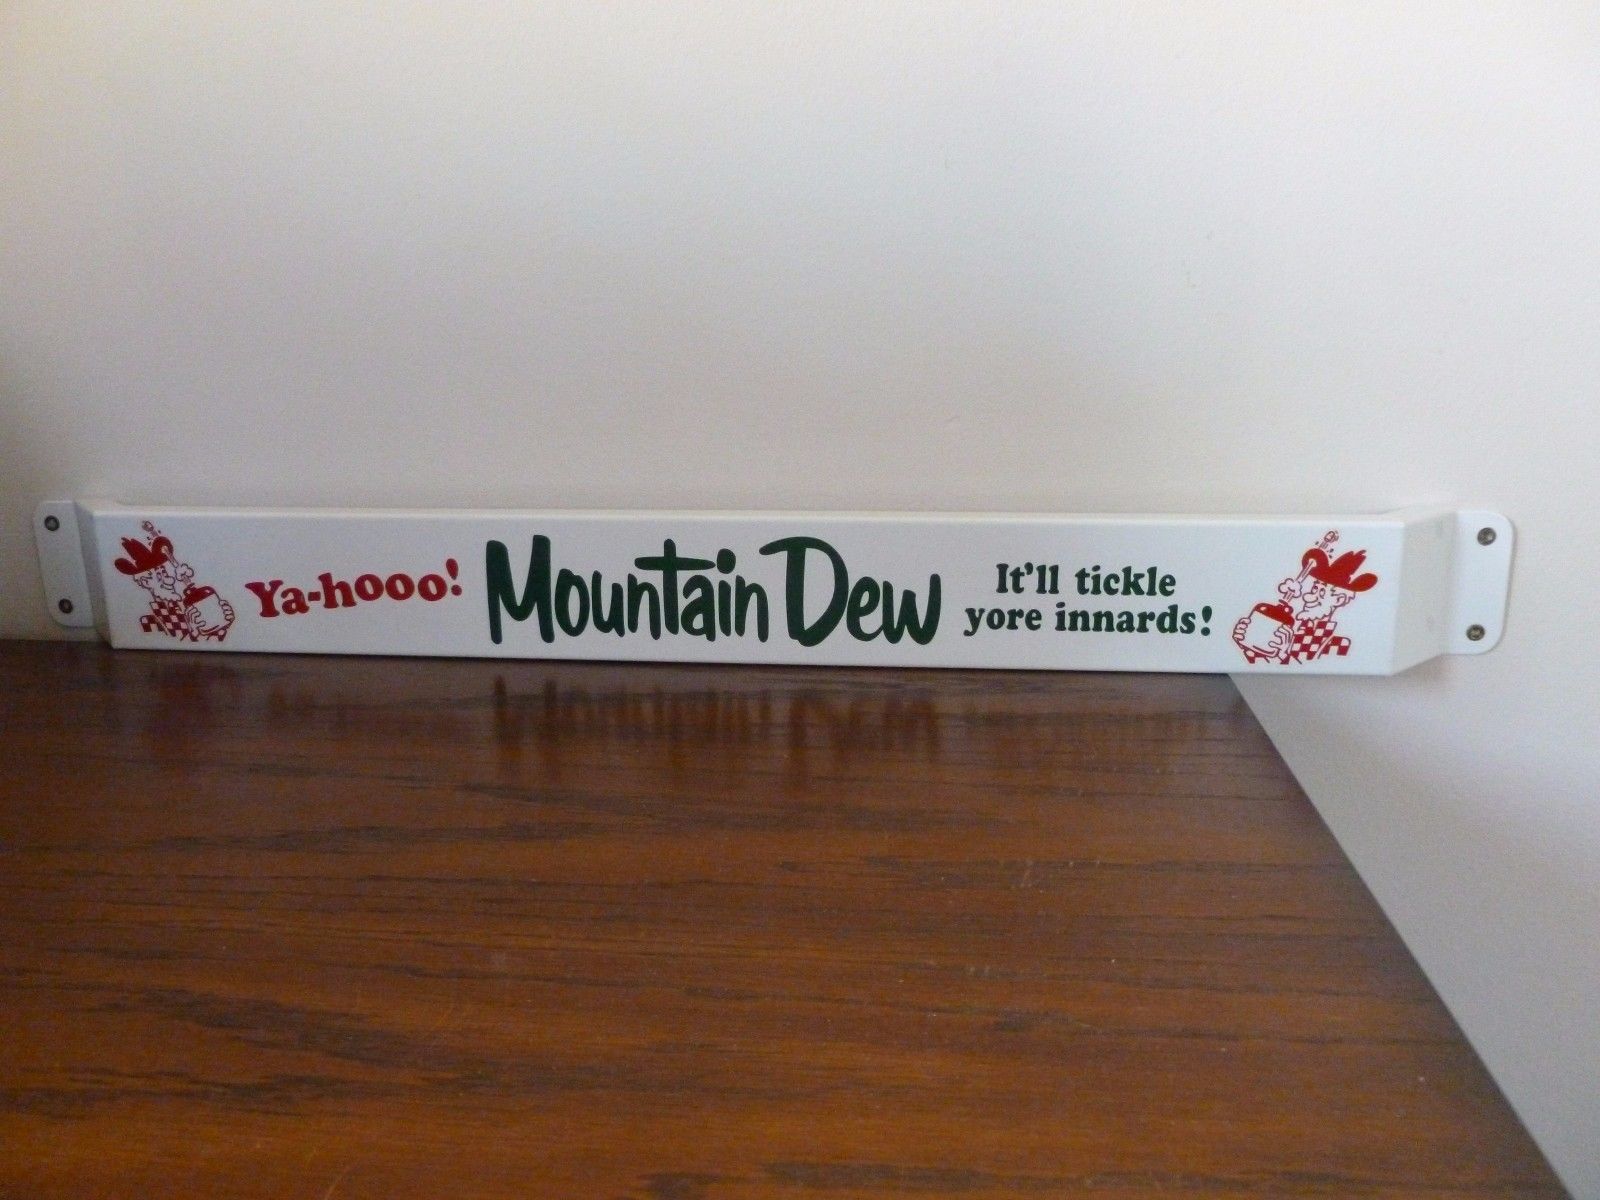 Ya-hooo!
Mountain Dew
It'll tickle
yore innards!